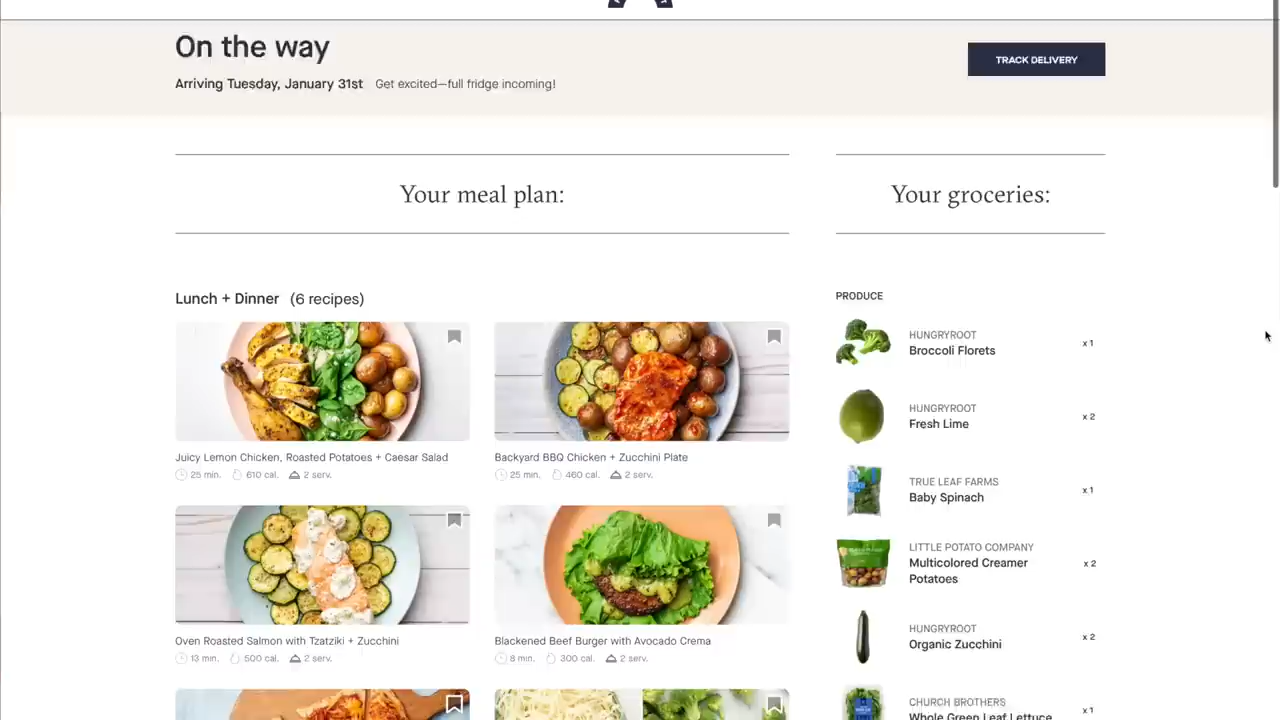 On the way
Arriving Tuesday, January 31st Get excited—full fridge incoming!
TRACK DELIVERY
Your meal plan:
Your groceries:
Lunch + Dinner (6 recipes)
Juicy Lemon Chicken, Roasted Potatoes + Caesar Salad
25 min. 610 cal. 2 serv.
Backyard BBQ Chicken + Zucchini Plate
25 min. 460 cal. 2 serv.
Oven Roasted Salmon with Tzatziki + Zucchini
13 min. 500 cal. 2 serv.
Blackened Beef Burger with Avocado Crema
8 min. 300 cal. 2 serv.
PRODUCE
HUNGRYROOT
Broccoli Florets
x 1
HUNGRYROOT
Fresh Lime
x 2
TRUE LEAF FARMS
Baby Spinach
x 1
LITTLE POTATO COMPANY
Multicolored Creamer
Potatoes
x 2
HUNGRYROOT
Organic Zucchini
x 2
CHURCH BROTHERS
Whole Green Leaf Lettuce
x 1